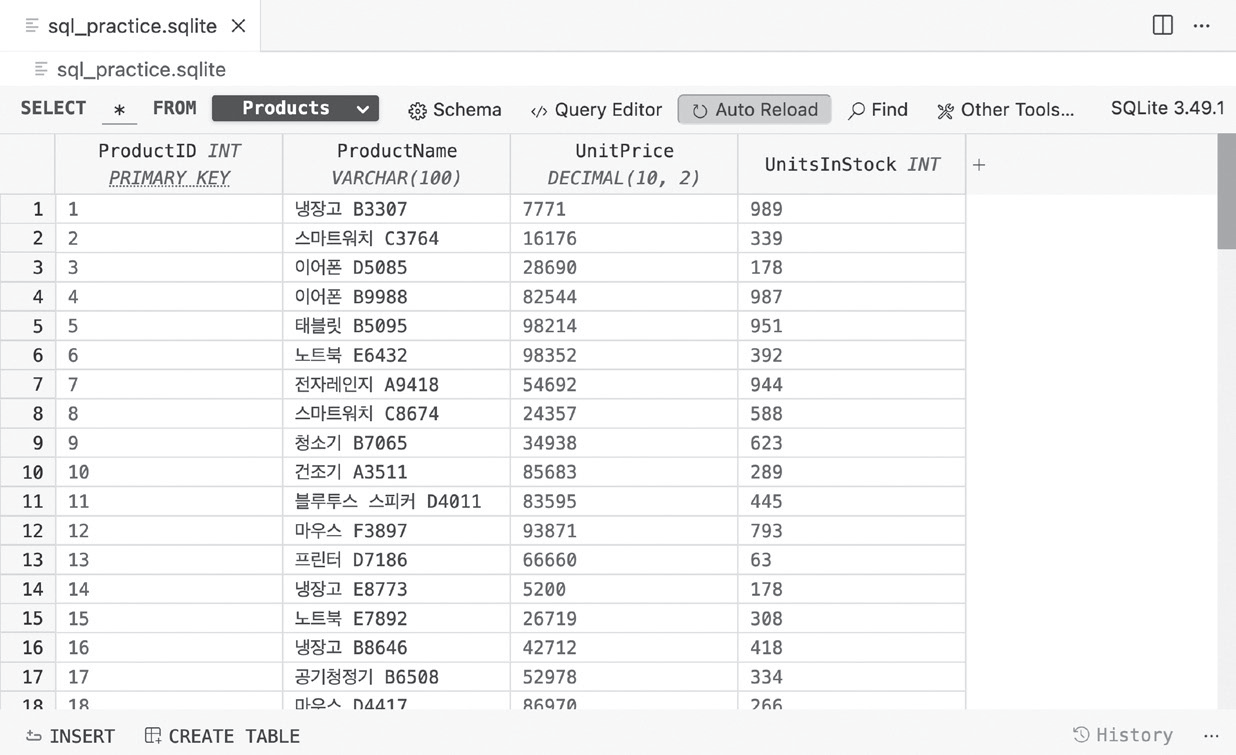 sql_practice.sqlite
sql_practice.sqlite
SELECT * FROM Products Schema Query Editor Auto Reload Find Other Tools... SQLite 3.49.1
ProductID INT PRIMARY KEY ProductName VARCHAR(100) UnitPrice DECIMAL(10, 2) UnitsInStock INT +
1 1 냉장고 B3307 7771 989
2 2 스마트워치 C3764 16176 339
3 3 이어폰 D5085 28690 178
4 4 이어폰 B9988 82544 987
5 5 태블릿 B5095 98214 951
6 6 노트북 E6432 98352 392
7 7 전자레인지 A9418 54692 944
8 8 스마트워치 C8674 24357 588
9 9 청소기 B7065 34938 623
10 10 건조기 A3511 85683 289
11 11 블루투스 스피커 D4011 83595 445
12 12 마우스 F3897 93871 793
13 13 프린터 D7186 66660 63
14 14 냉장고 E8773 5200 178
15 15 노트북 E7892 26719 308
16 16 냉장고 B8646 42712 418
17 17 공기청정기 B6508 52978 334
18 18 마우스 D4417 86970 266
INSERT CREATE TABLE History